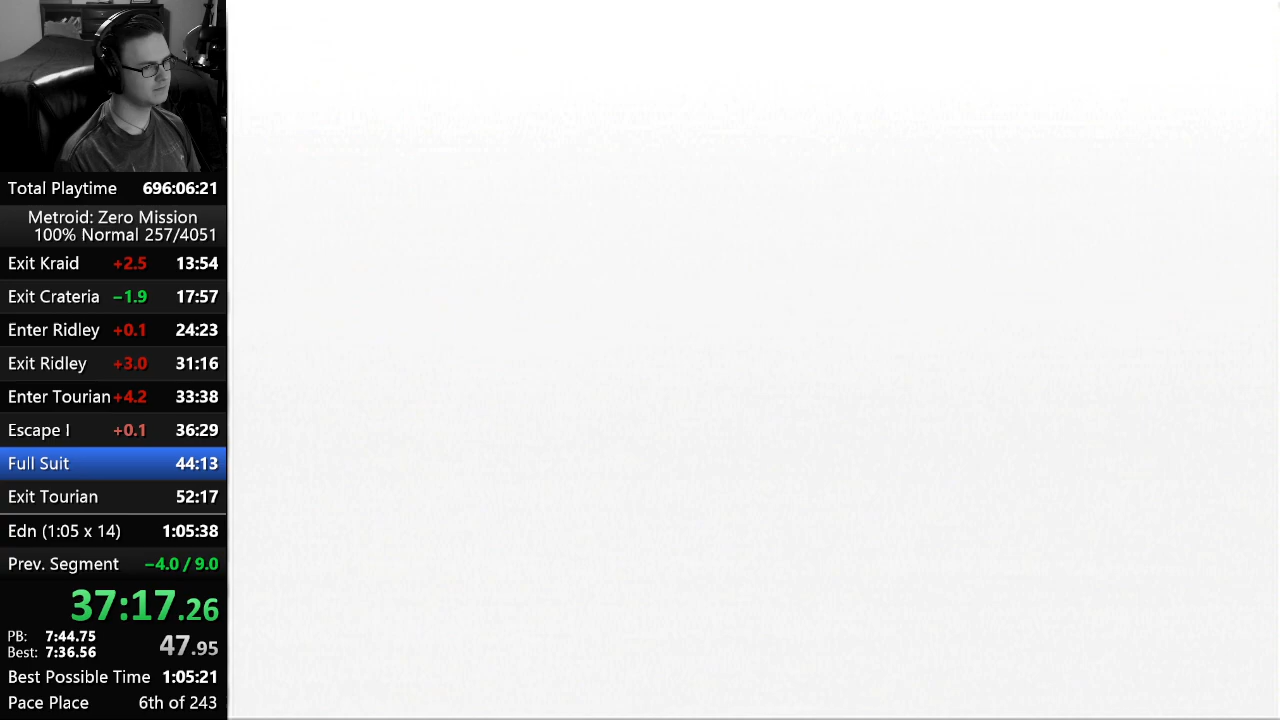 Total Playtime 696:06:21
Metroid: Zero Mission
100% Normal 257/4051
Exit Kraid +2.5 13:54
Exit Crateria −1.9 17:57
Enter Ridley +0.1 24:23
Exit Ridley +3.0 31:16
Enter Tourian +4.2 33:38
Escape I +0.1 36:29
Full Suit 44:13
Exit Tourian 52:17
Edn (1:05 x 14) 1:05:38
Prev. Segment −4.0 / 9.0
37:17.26
PB: 7:44.75
Best: 7:36.56
47.95
Best Possible Time 1:05:21
Pace Place 6th of 243